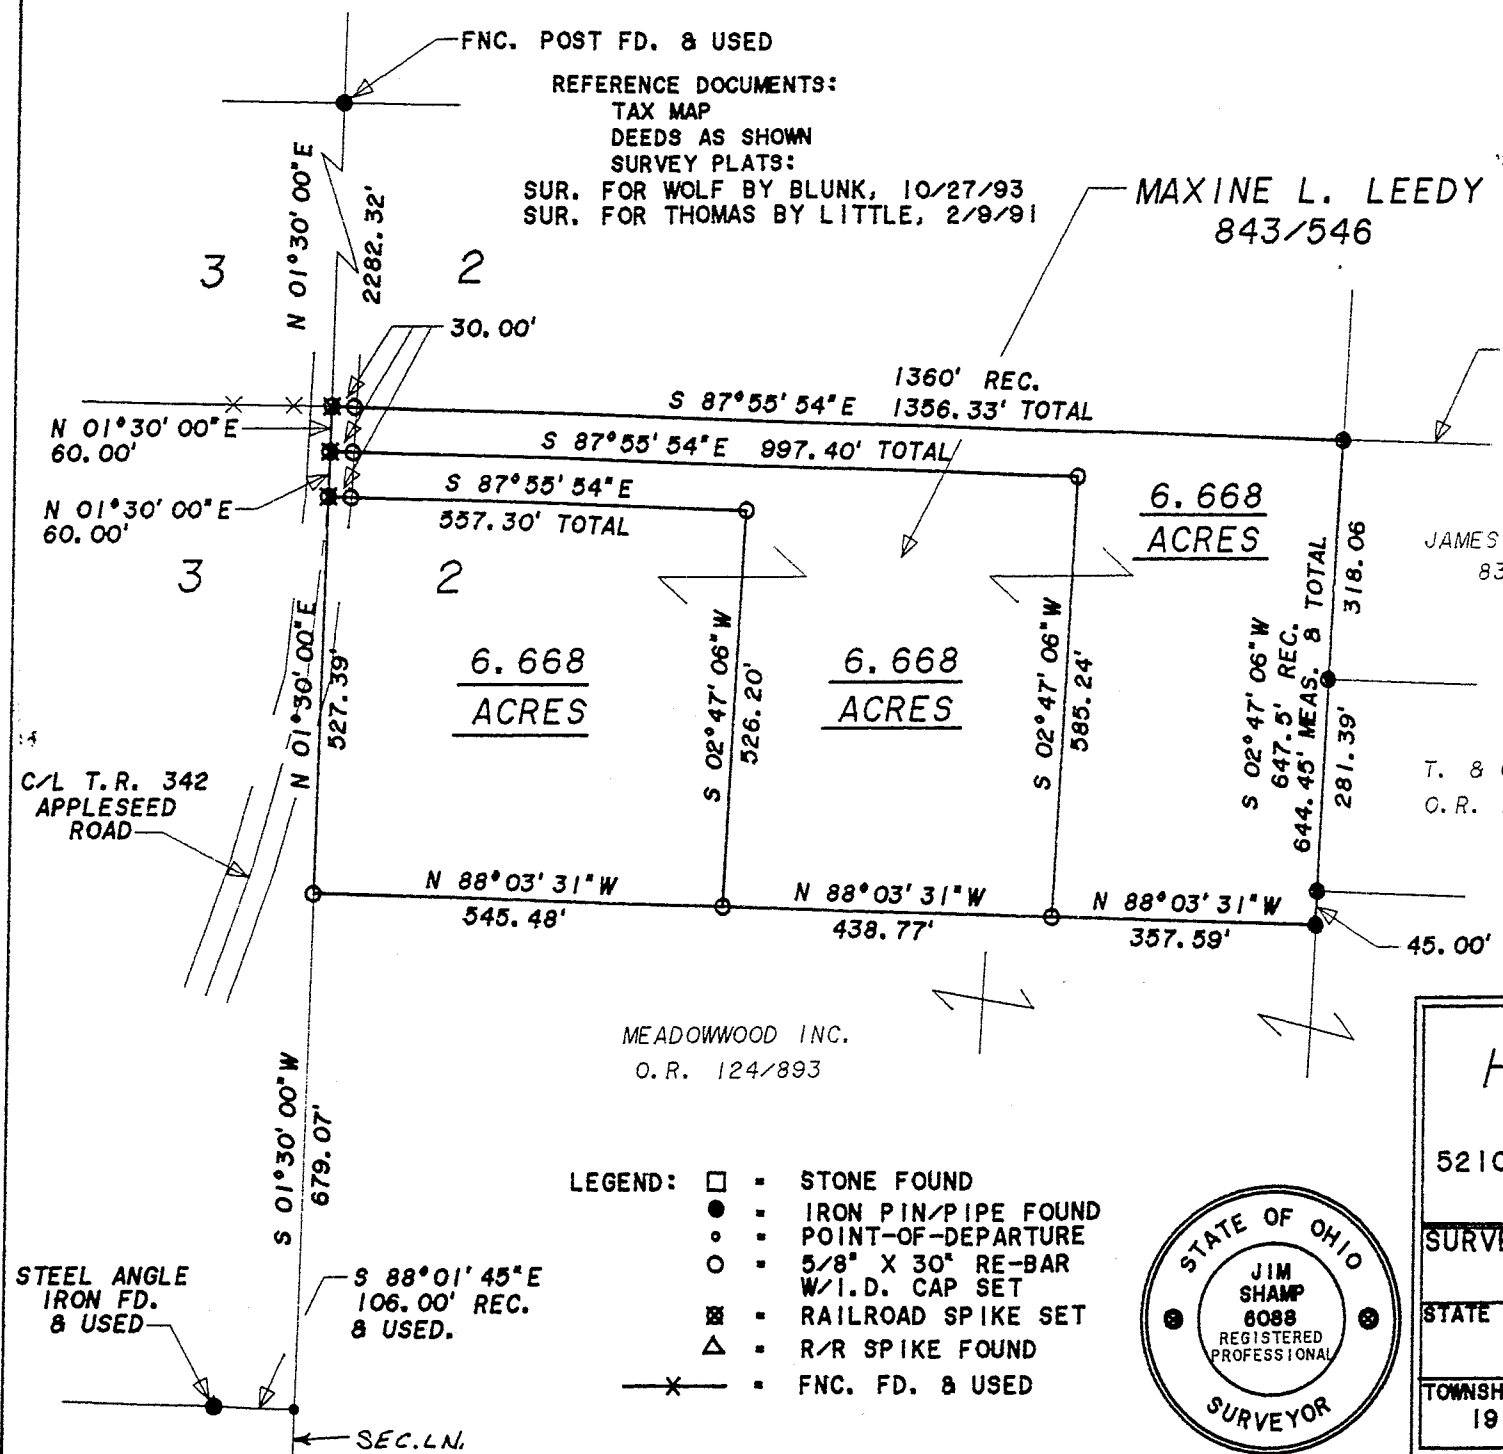 FNC. POST FD. & USED
REFERENCE DOCUMENTS:
TAX MAP
DEEDS AS SHOWN
SURVEY PLATS:
SUR. FOR WOLF BY BLUNK, 10/27/93
SUR. FOR THOMAS BY LITTLE, 2/9/91
MAXINE L. LEEDY
843/546
N 01°30'00"E
2282.32'
3
2
30.00'
1360' REC.
S 87°55'54"E 1356.33' TOTAL
N 01°30'00"E
60.00'
S 87°55'54"E 997.40' TOTAL
N 01°30'00"E
60.00'
S 87°55'54"E
557.30' TOTAL
6.668
ACRES
318.06
JAMES
83
3
2
N 01°30'00"E
527.39'
6.668
ACRES
S 02°47'06"W
526.20'
6.668
ACRES
S 02°47'06"W
585.24'
S 02°47'06"W
647.5' REC.
644.45' MEAS. & TOTAL
281.39'
T. &
O.R.
C/L T.R. 342
APPLESEED
ROAD
N 88°03'31"W
545.48'
N 88°03'31"W
438.77'
N 88°03'31"W
357.59'
45.00'
MEADOWWOOD INC.
O.R. 124/893
S 01°30'00"W
679.07'
STEEL ANGLE
IRON FD.
& USED
S 88°01'45"E
106.00' REC.
& USED.
SEC.LN.
LEGEND:
= STONE FOUND
= IRON PIN/PIPE FOUND
= POINT-OF-DEPARTURE
= 5/8" X 30" RE-BAR
W/I.D. CAP SET
= RAILROAD SPIKE SET
= R/R SPIKE FOUND
= FNC. FD. & USED
STATE OF OHIO
JIM
SHAMP
6088
REGISTERED
PROFESSIONAL
SURVEYOR
H
5210
SURVE
STATE
TOWNSH
19